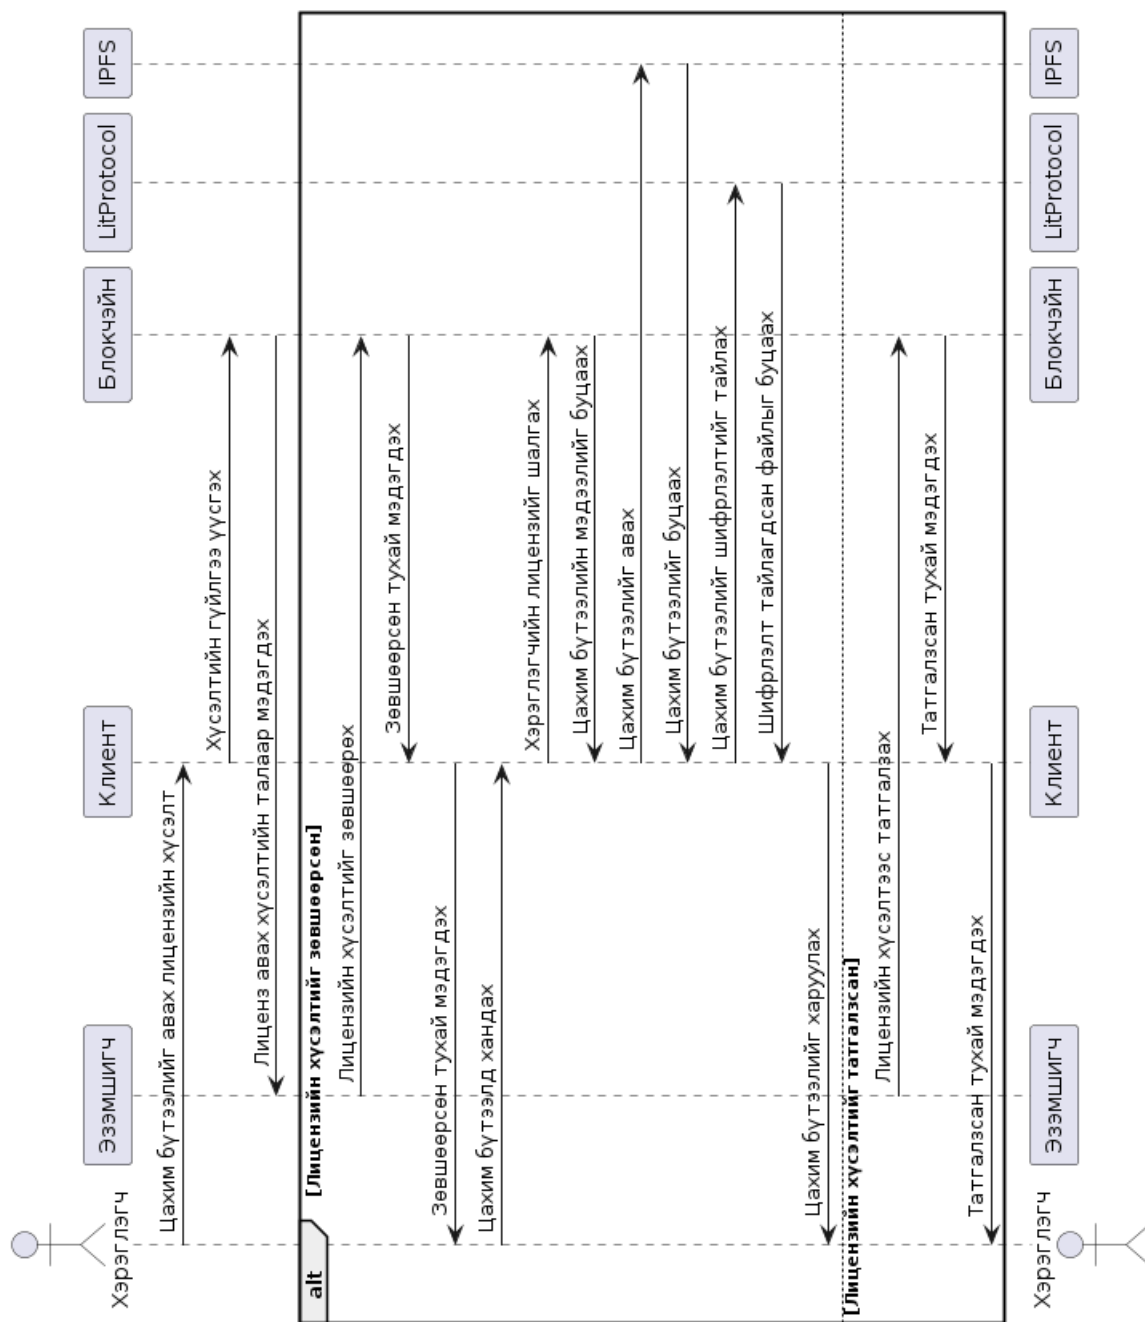 Хэрэглэгч
Эзэмшигч
Клиент
Блокчэйн
LitProtocol
IPFS
Цахим бүтээлийг авах лицензийн хүсэлт
Хүсэлтийн гүйлгээ үүсгэх
Лиценз авах хүсэлтийн талаар мэдэгдэх
alt
[Лицензийн хүсэлтийг зөвшөөрсөн]
Лицензийн хүсэлтийг зөвшөөрөх
Зөвшөөрсөн тухай мэдэгдэх
Зөвшөөрсөн тухай мэдэгдэх
Цахим бүтээлд хандах
Хэрэглэгчийн лицензийг шалгах
Цахим бүтээлийн мэдээлийг буцаах
Цахим бүтээлийг авах
Цахим бүтээлийг буцаах
Цахим бүтээлийг шифрлэлтийг тайлах
Шифрлэлт тайлагдсан файлыг буцаах
Цахим бүтээлийг харуулах
[Лицензийн хүсэлтийг татгалзсан]
Лицензийн хүсэлтээс татгалзах
Татгалзсан тухай мэдэгдэх
Татгалзсан тухай мэдэгдэх
Хэрэглэгч
Эзэмшигч
Клиент
Блокчэйн
LitProtocol
IPFS